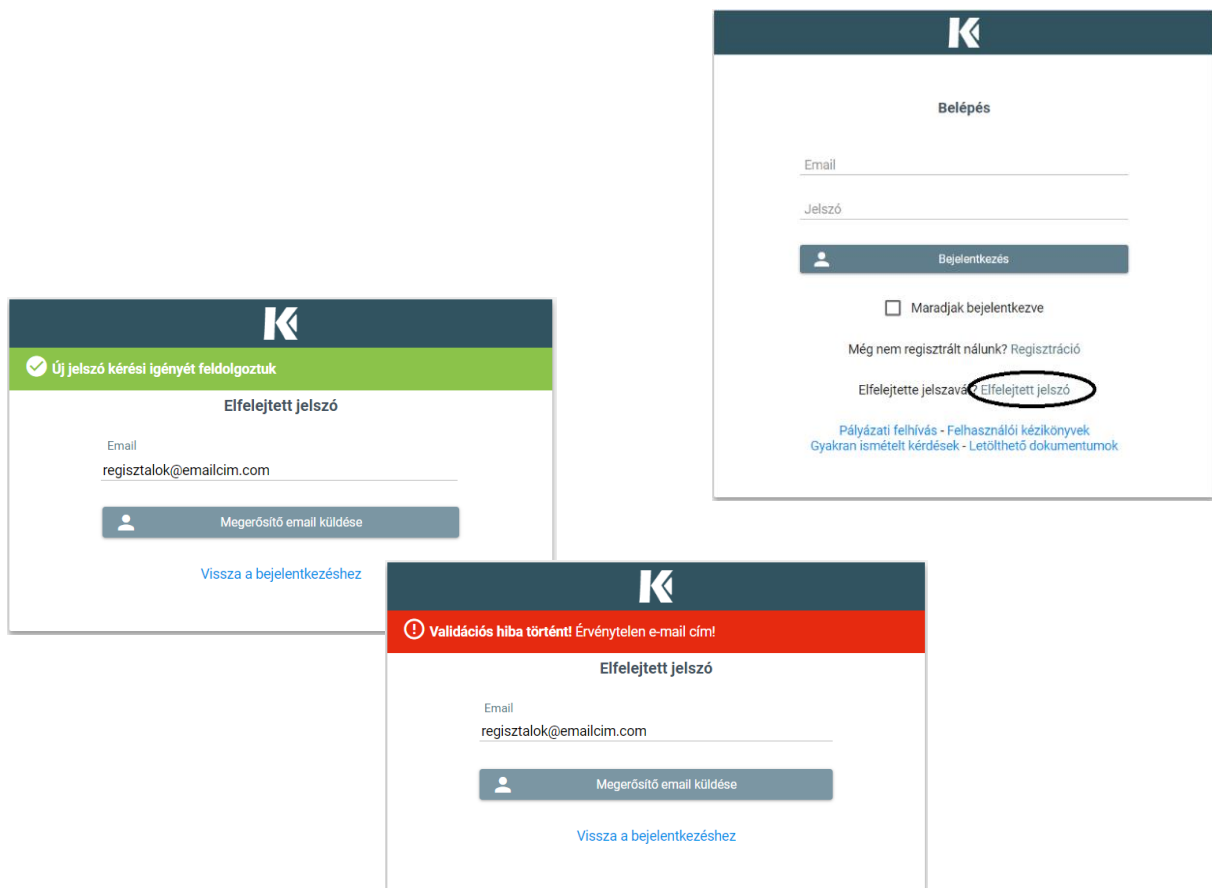 Belépés
Email
Jelszó
Bejelentkezés
Maradjak bejelentkezve
Még nem regisztrált nálunk? Regisztráció
Elfelejtette jelszavá ? Elfelejtett jelszó
Pályázati felhívás - Felhasználói kézikönyvek
Gyakran ismételt kérdések - Letölthető dokumentumok
Új jelszó kérési igényét feldolgoztuk
Elfelejtett jelszó
Email
regisztalok@emailcim.com
Megerősítő email küldése
Vissza a bejelentkezéshez
Validációs hiba történt! Érvénytelen e-mail cím!
Elfelejtett jelszó
Email
regisztalok@emailcim.com
Megerősítő email küldése
Vissza a bejelentkezéshez